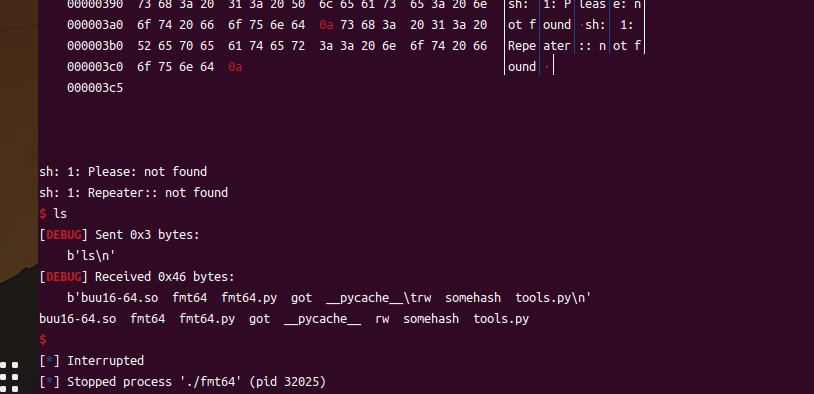 00000390 73 68 3a 20 31 3a 20 50 6c 65 61 73 65 3a 20 6e │sh: │1: P│leas│e: n│
000003a0 6f 74 20 66 6f 75 6e 64 0a 73 68 3a 20 31 3a 20 │ot f│ound│·sh:│ 1: │
000003b0 52 65 70 65 61 74 65 72 3a 3a 20 6e 6f 74 20 66 │Repe│ater│:: n│ot f│
000003c0 6f 75 6e 64 0a │ound│·│
000003c5
sh: 1: Please: not found
sh: 1: Repeater:: not found
$ ls
[DEBUG] Sent 0x3 bytes:
b'ls\n'
[DEBUG] Received 0x46 bytes:
b'buu16-64.so fmt64 fmt64.py got __pycache__\trw somehash tools.py\n'
buu16-64.so fmt64 fmt64.py got __pycache__ rw somehash tools.py
$
[*] Interrupted
[*] Stopped process './fmt64' (pid 32025)